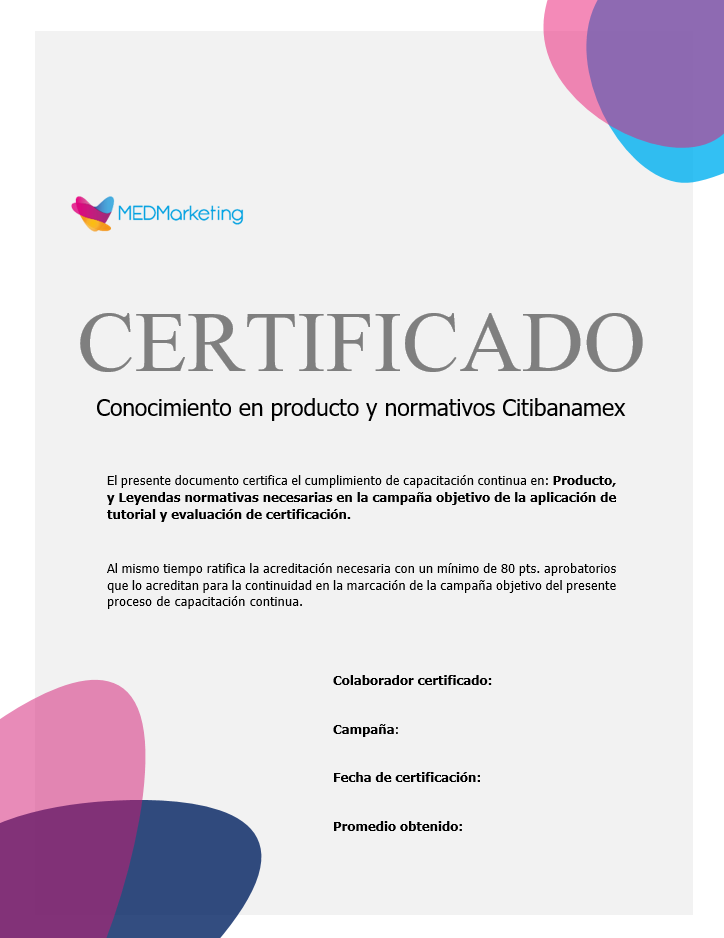 MEDMarketing
CERTIFICADO
Conocimiento en producto y normativos Citibanamex
El presente documento certifica el cumplimiento de capacitación continua en: Producto,
y Leyendas normativas necesarias en la campaña objetivo de la aplicación de
tutorial y evaluación de certificación.
Al mismo tiempo ratifica la acreditación necesaria con un mínimo de 80 pts. aprobatorios
que lo acreditan para la continuidad en la marcación de la campaña objetivo del presente
proceso de capacitación continua.
Colaborador certificado:
Campaña:
Fecha de certificación:
Promedio obtenido: